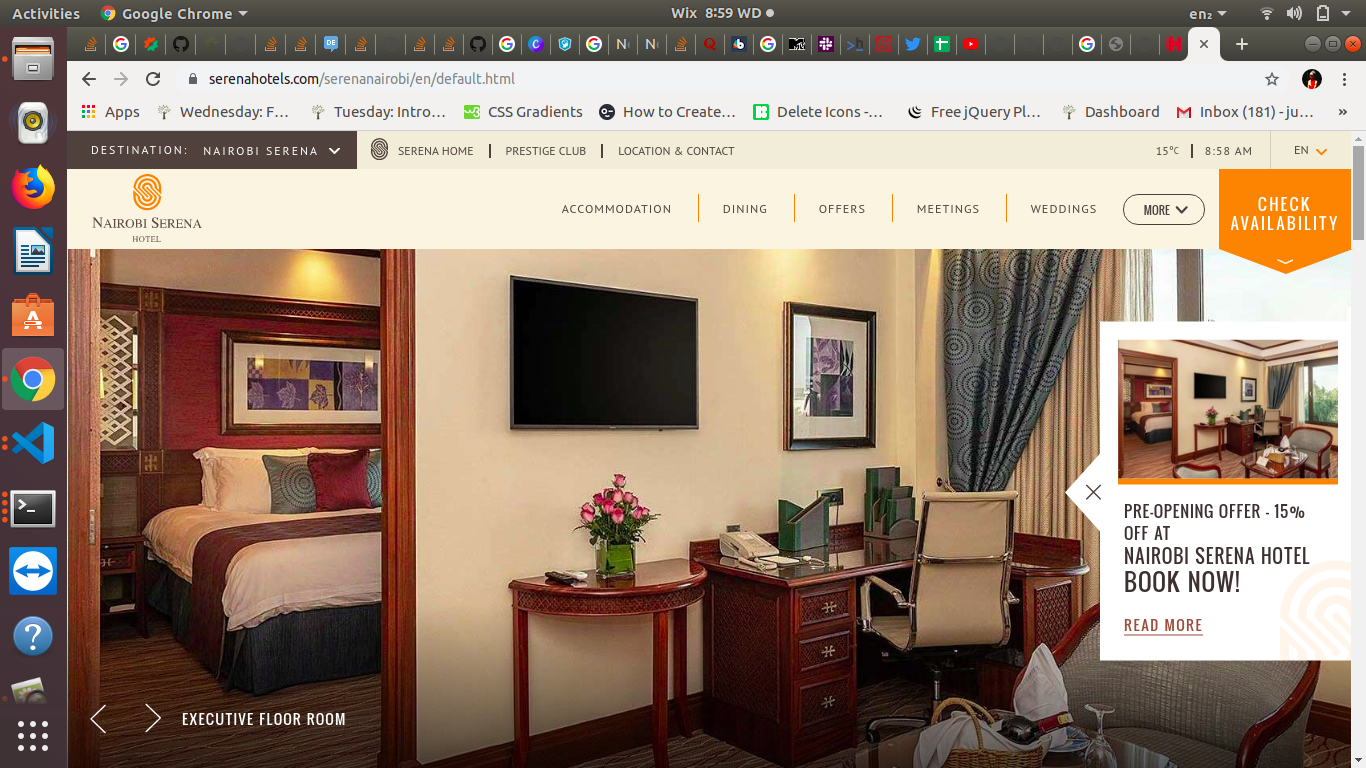 Activities
Google Chrome
Wix 8:59 WD
en₂
serenahotels.com/serenanairobi/en/default.html
Apps
Wednesday: F…
Tuesday: Intro…
CSS Gradients
How to Create…
Delete Icons -…
Free jQuery Pl…
Dashboard
Inbox (181) - ju…
»
DESTINATION: NAIROBI SERENA
SERENA HOME
PRESTIGE CLUB
LOCATION & CONTACT
15°C
8:58 AM
EN
NAIROBI SERENA
HOTEL
ACCOMMODATION
DINING
OFFERS
MEETINGS
WEDDINGS
MORE
CHECK
AVAILABILITY
PRE-OPENING OFFER - 15%
OFF AT
NAIROBI SERENA HOTEL
BOOK NOW!
READ MORE
EXECUTIVE FLOOR ROOM